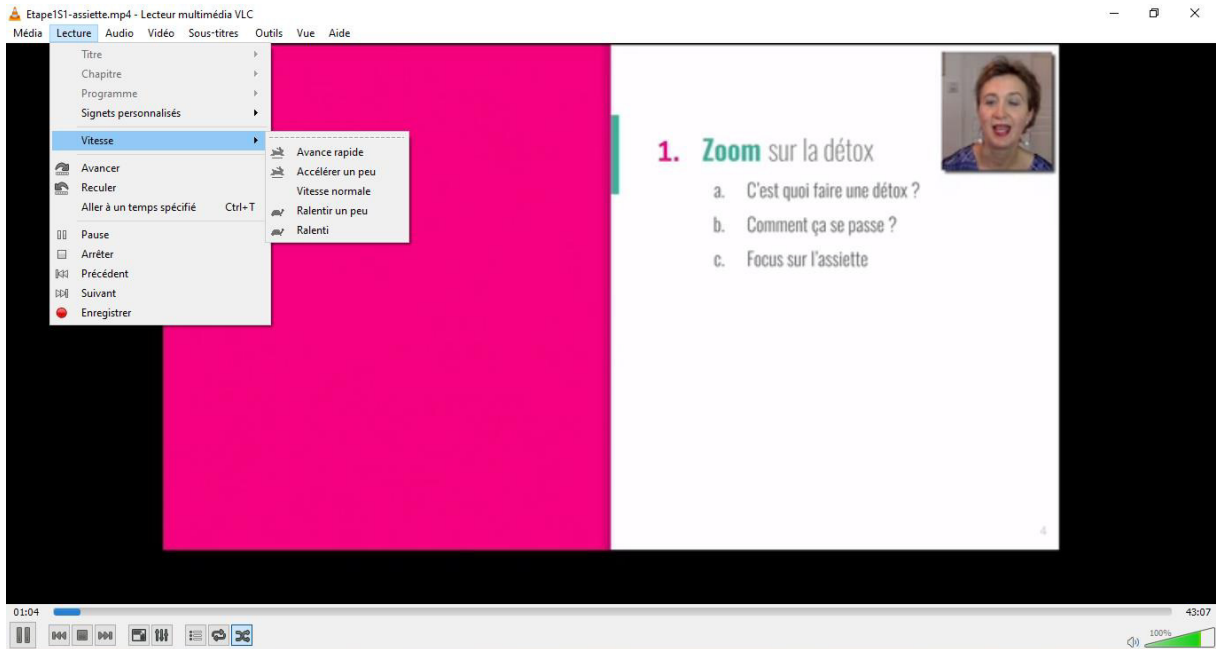 Etape1S1-assiette.mp4 - Lecteur multimédia VLC
Média Lecture Audio Vidéo Sous-titres Outils Vue Aide
Titre
Chapitre
Programme
Signets personnalisés
Vitesse
Avancer
Reculer
Aller à un temps spécifié Ctrl+T
Pause
Arrêter
Précédent
Suivant
Enregistrer
Avance rapide
Accélérer un peu
Vitesse normale
Ralentir un peu
Ralenti
1. Zoom sur la détox
a. C'est quoi faire une détox ?
b. Comment ça se passe ?
c. Focus sur l'assiette
4
01:04 43:07
100%